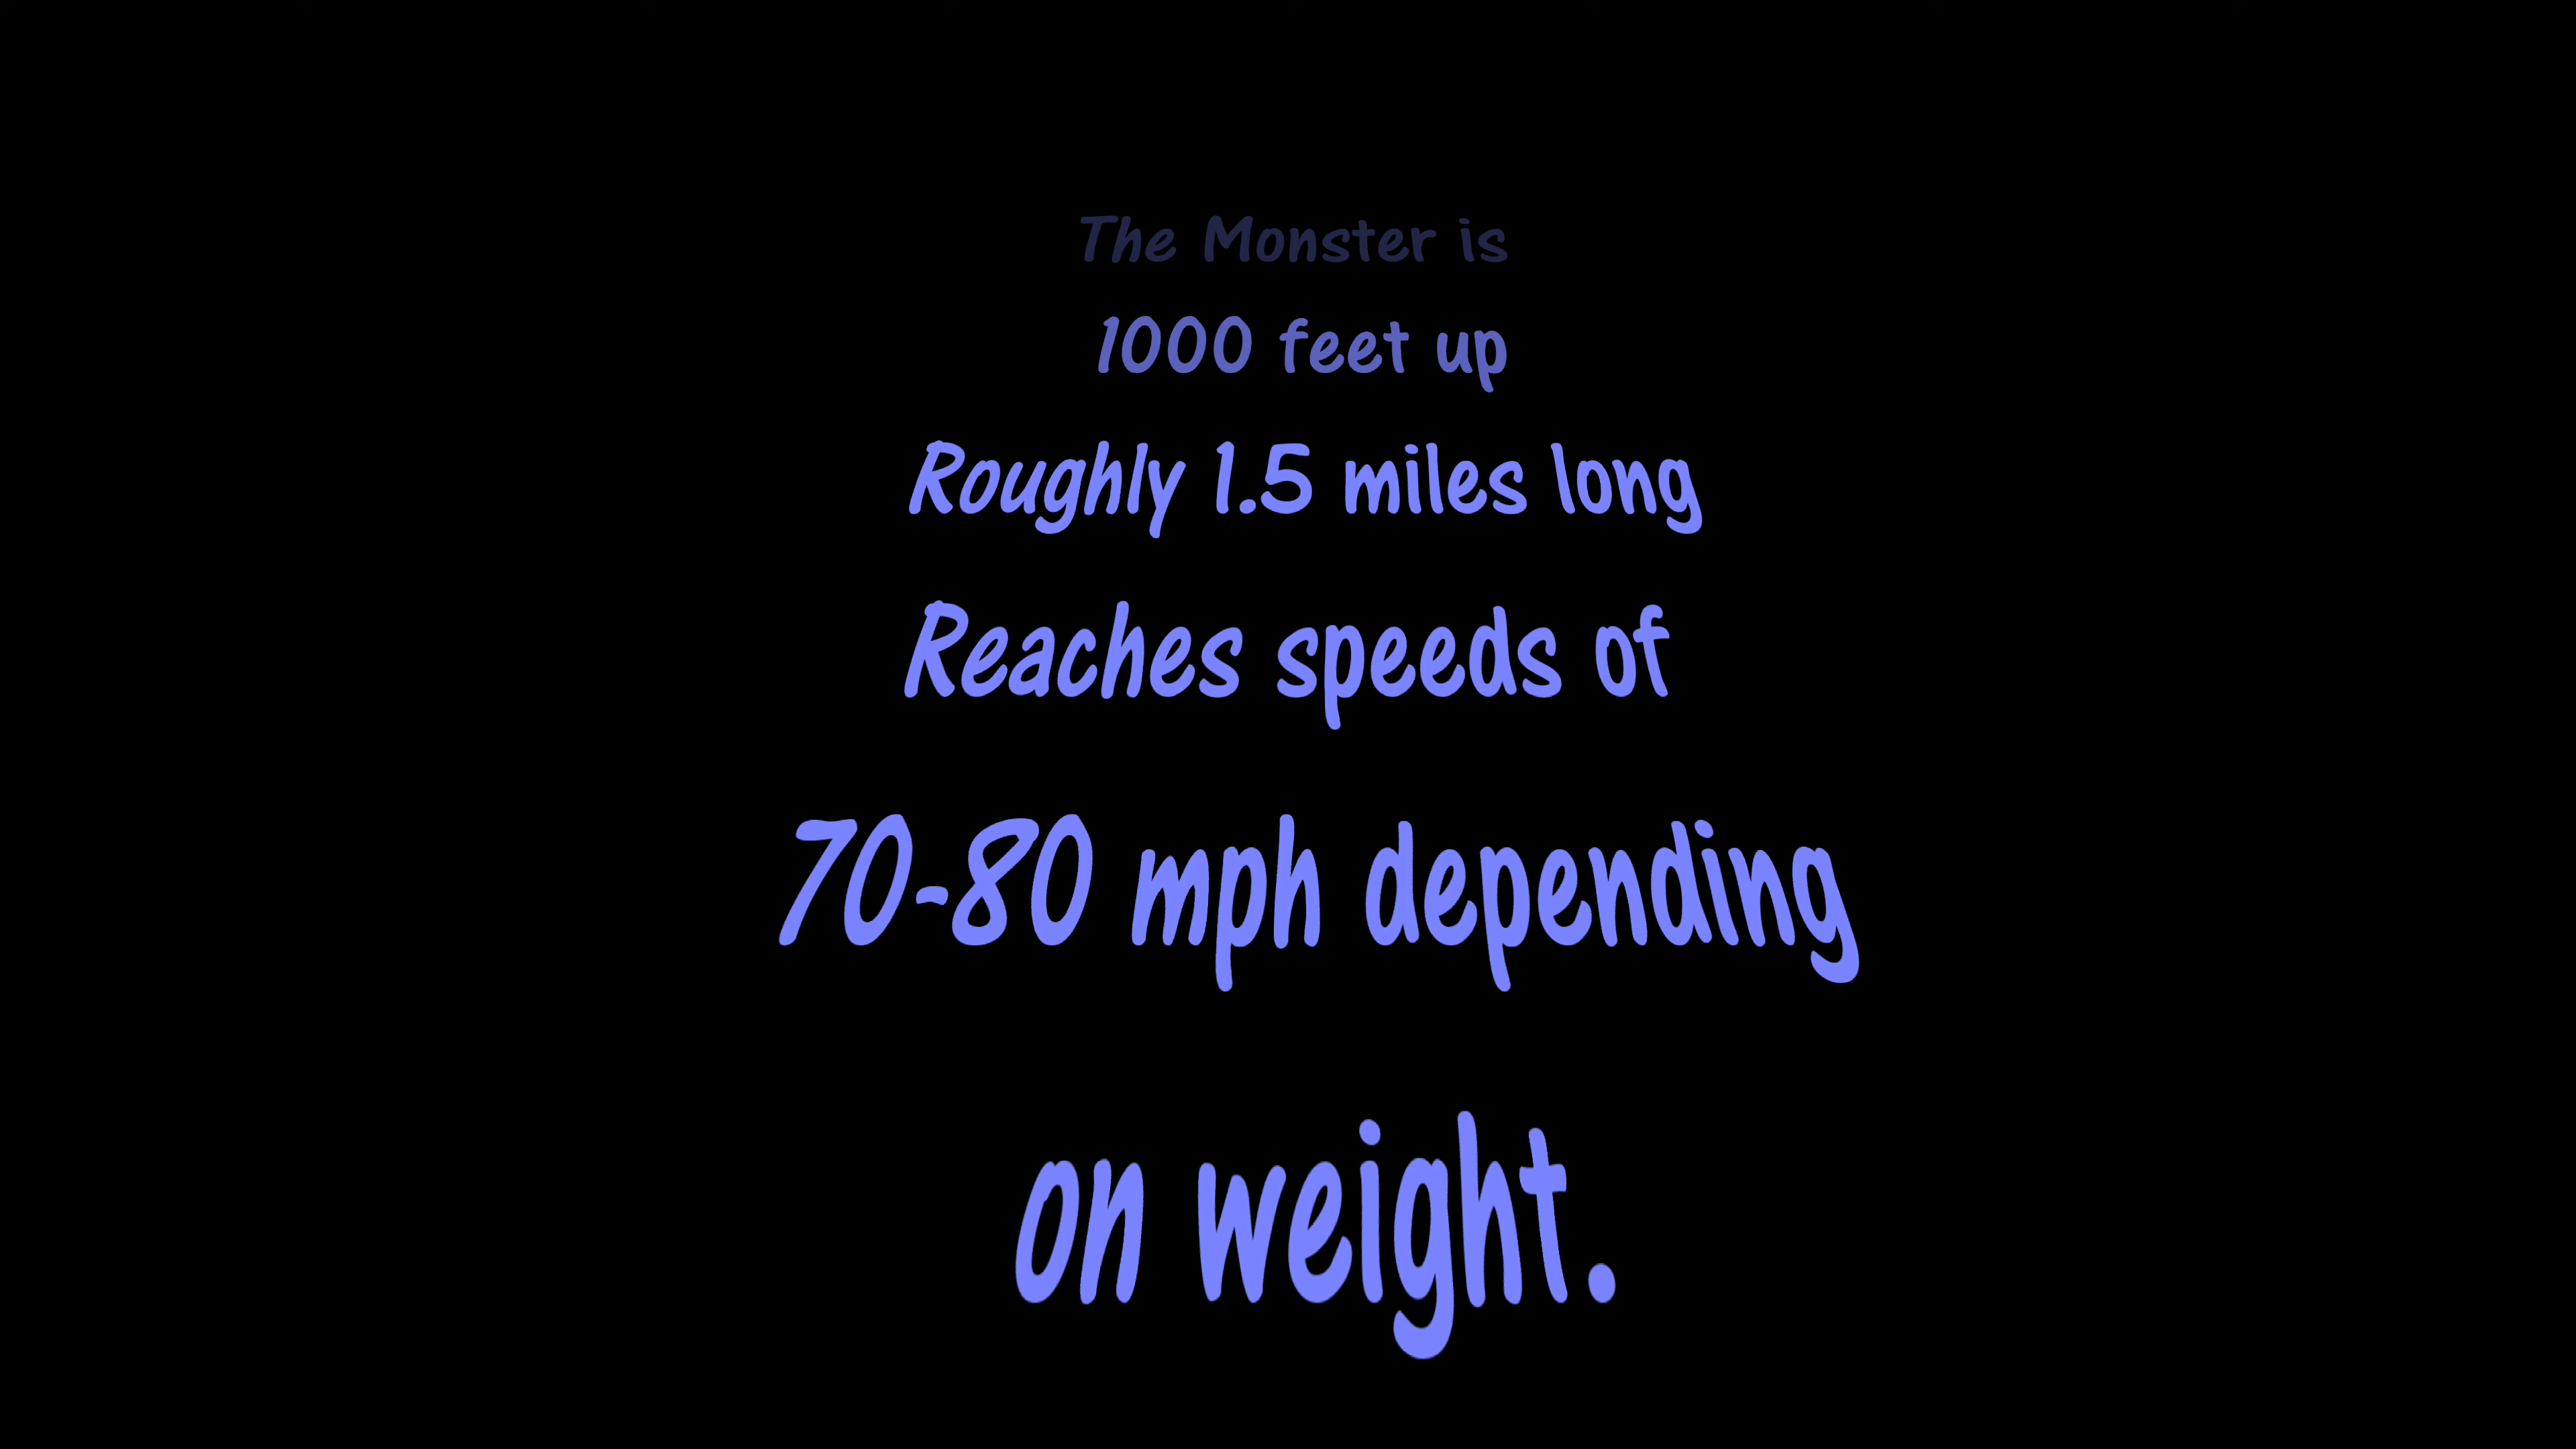 The Monster is
1000 feet up
Roughly 1.5 miles long
Reaches speeds of
70-80 mph depending
on weight.